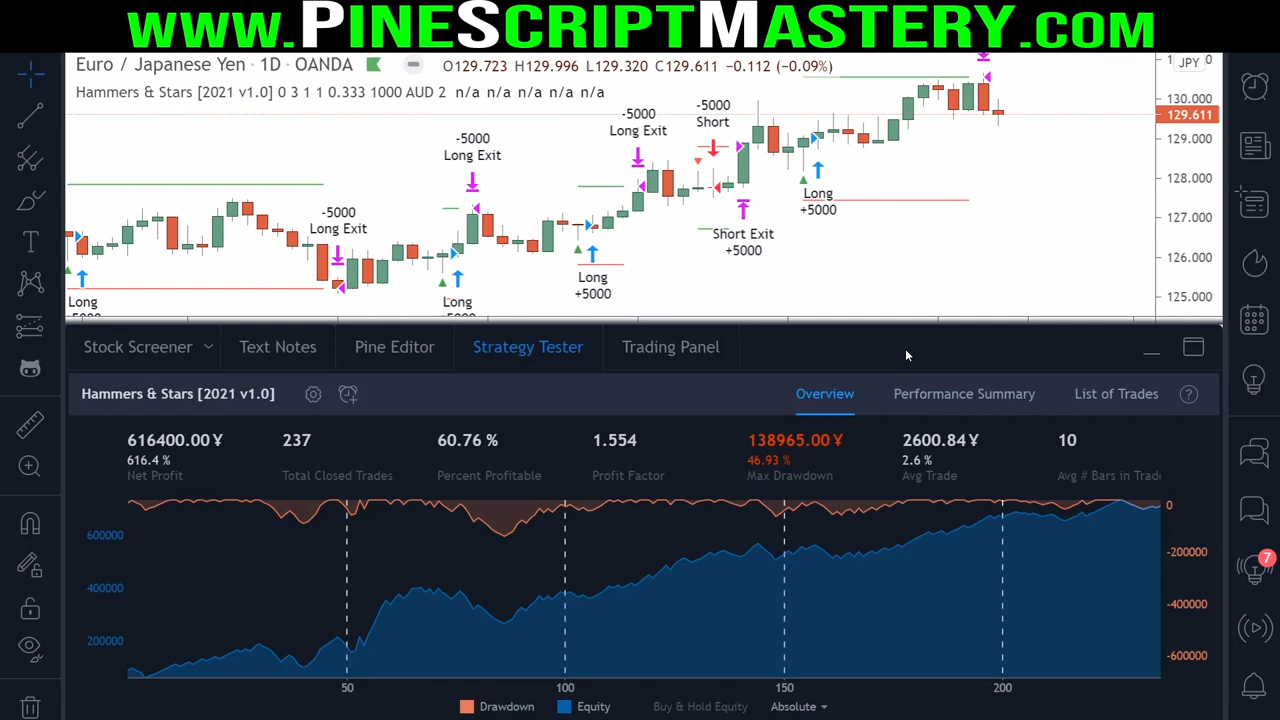 www.PineScriptMastery.com
Euro / Japanese Yen · 1D · OANDA
O129.723 H129.996 L129.320 C129.611 −0.112 (−0.09%)
JPY
Hammers & Stars [2021 v1.0] 0 3 1 1 0.333 1000 AUD 2 n/a n/a n/a n/a n/a
130.000
129.611
129.000
128.000
127.000
126.000
125.000
-5000
Long Exit
-5000
Long Exit
-5000
Long Exit
-5000
Short
Short Exit
+5000
Long
+5000
Long
+5000
Long
Long
Stock Screener
Text Notes
Pine Editor
Strategy Tester
Trading Panel
Hammers & Stars [2021 v1.0]
Overview
Performance Summary
List of Trades
?
616400.00 ¥
237
60.76 %
1.554
138965.00 ¥
2600.84 ¥
10
616.4 %
46.93 %
2.6 %
Net Profit
Total Closed Trades
Percent Profitable
Profit Factor
Max Drawdown
Avg Trade
Avg # Bars in Trade
600000
400000
200000
0
-200000
-400000
-600000
50
100
150
200
Drawdown
Equity
Buy & Hold Equity
Absolute
7